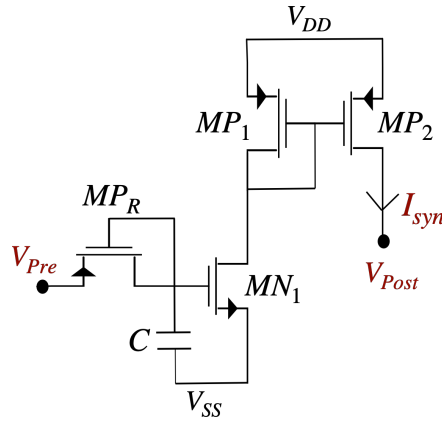 V_DD
MP_1
MP_2
MP_R
I_syn
V_Pre
MN_1
V_Post
C
V_SS